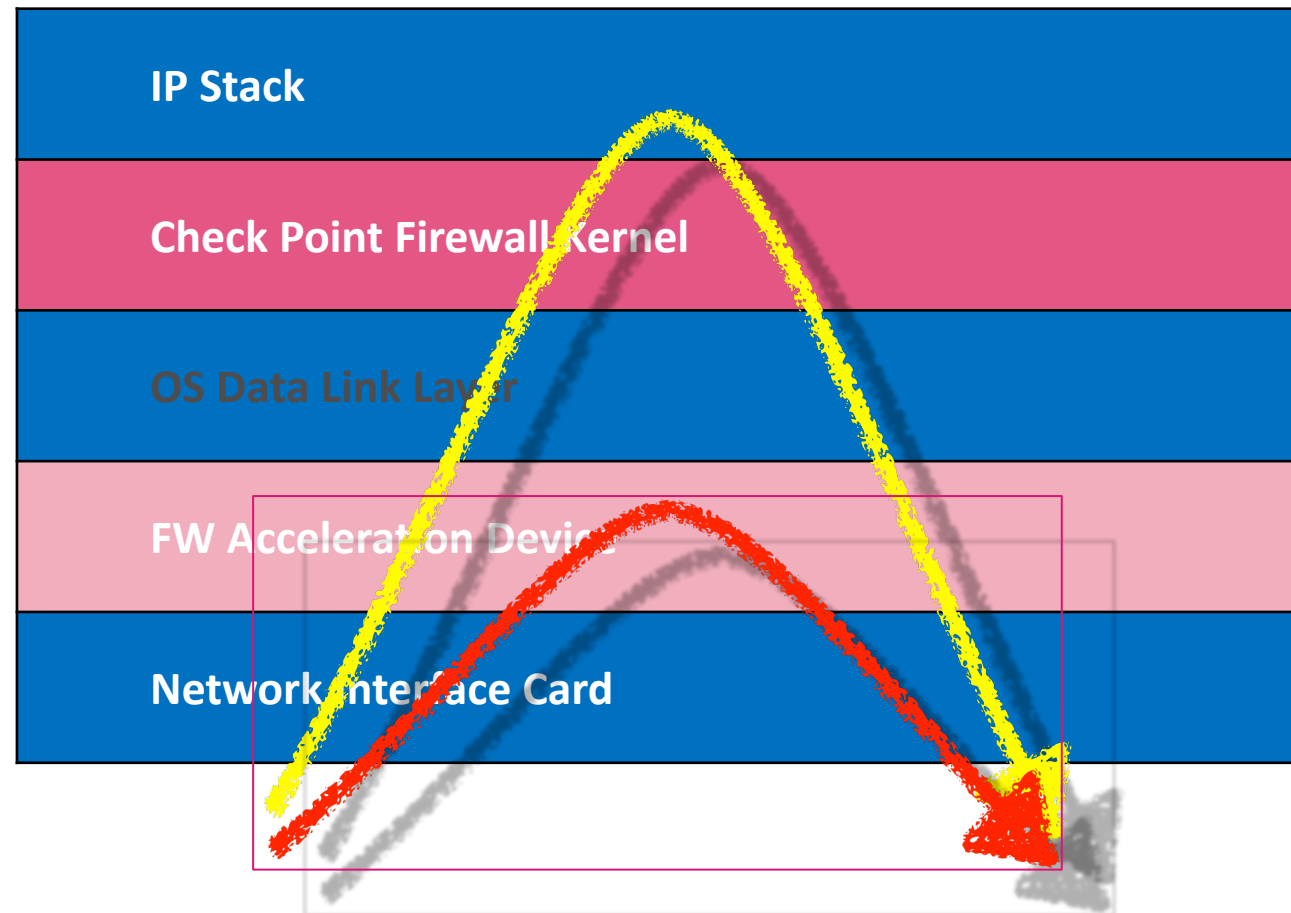 IP Stack
Check Point Firewall Kernel
OS Data Link Layer
FW Acceleration Device
Network Interface Card